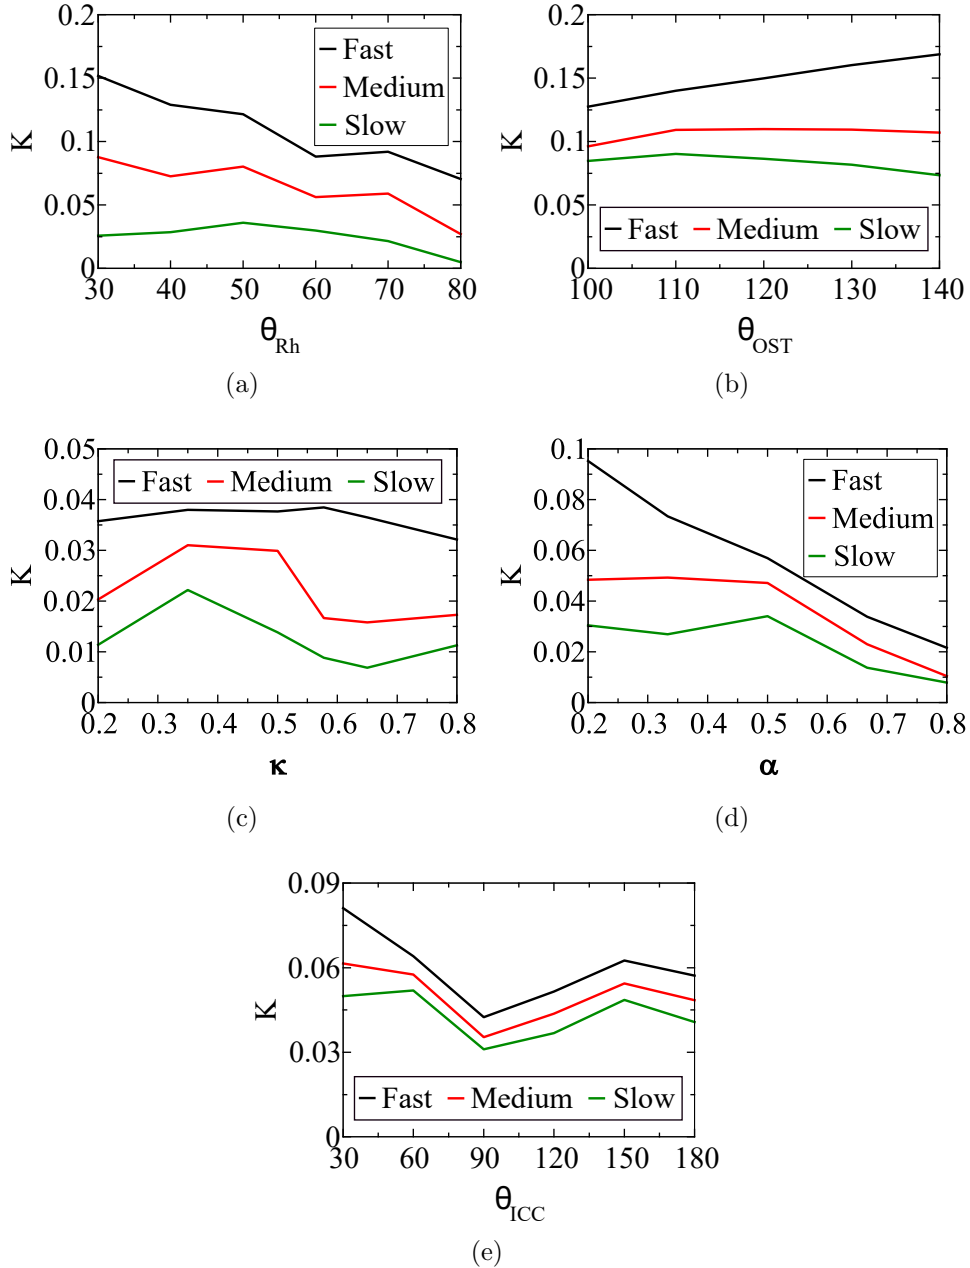 0.2
0.15
0.1
0.05
0
K
Fast
Medium
Slow
30 40 50 60 70 80
θRh
(a)
0.2
0.15
0.1
0.05
0
K
Fast Medium Slow
100 110 120 130 140
θOST
(b)
0.05
0.04
0.03
0.02
0.01
0
K
Fast Medium Slow
0.2 0.3 0.4 0.5 0.6 0.7 0.8
κ
(c)
0.1
0.08
0.06
0.04
0.02
0
K
Fast
Medium
Slow
0.2 0.3 0.4 0.5 0.6 0.7 0.8
α
(d)
0.09
0.06
0.03
0
K
Fast Medium Slow
30 60 90 120 150 180
θICC
(e)